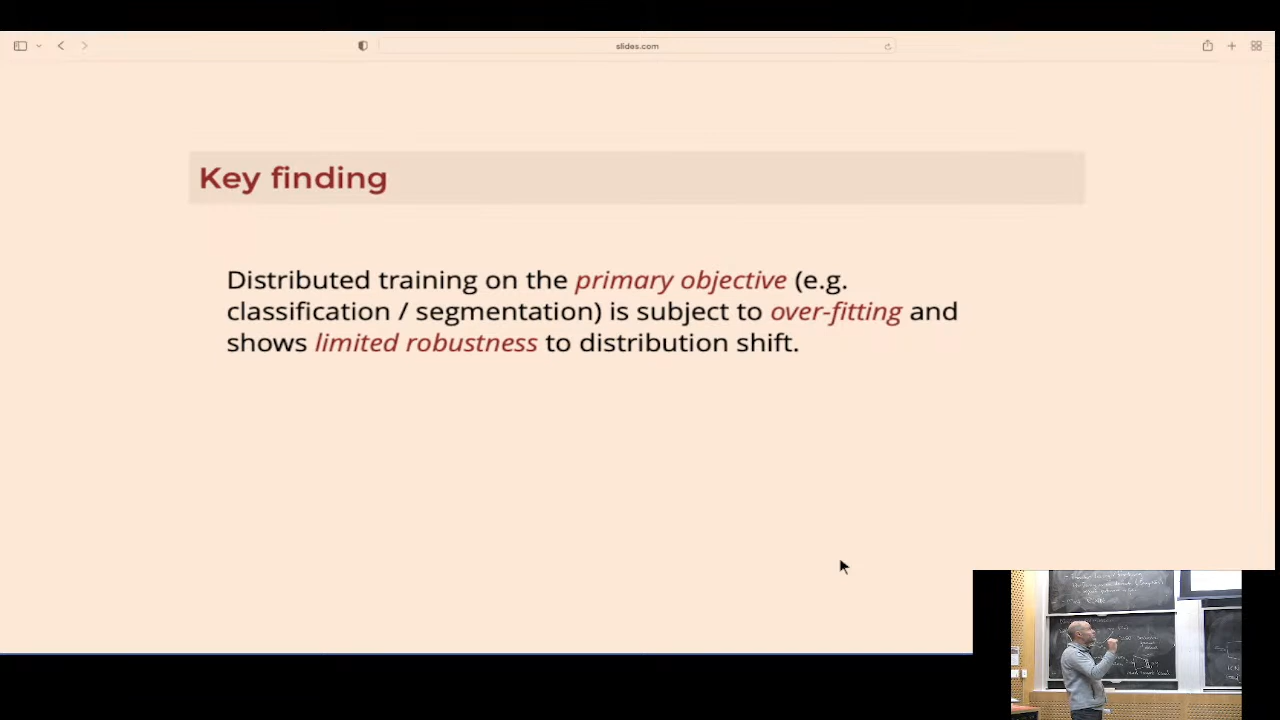 slides.com
Key finding
Distributed training on the primary objective (e.g.
classification / segmentation) is subject to over-fitting and
shows limited robustness to distribution shift.